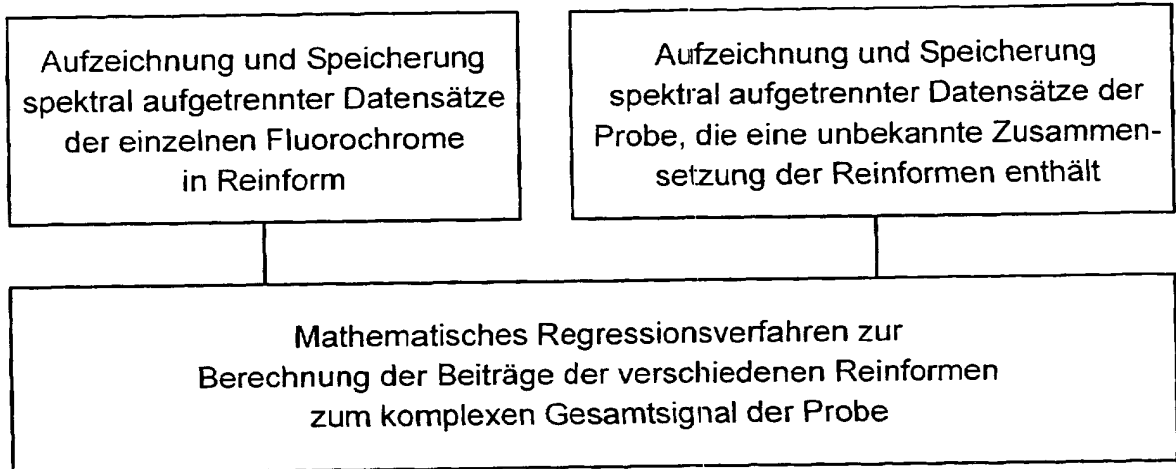 Aufzeichnung und Speicherung
spektral aufgetrennter Datensätze
der einzelnen Fluorochrome
in Reinform
Aufzeichnung und Speicherung
spektral aufgetrennter Datensätze der
Probe, die eine unbekannte Zusammen-
setzung der Reinformen enthält
Mathematisches Regressionsverfahren zur
Berechnung der Beiträge der verschiedenen Reinformen
zum komplexen Gesamtsignal der Probe